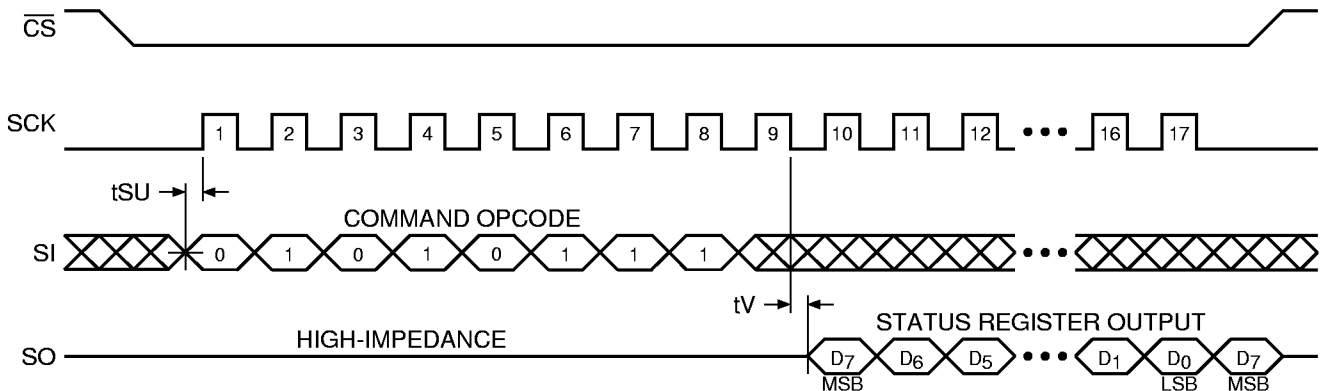 CS
SCK 1 2 3 4 5 6 7 8 9 10 11 12 ••• 16 17
tSU
COMMAND OPCODE
SI 0 1 0 1 0 1 1 1 •••
tV
HIGH-IMPEDANCE STATUS REGISTER OUTPUT
SO D7 D6 D5 ••• D1 D0 D7
MSB LSB MSB